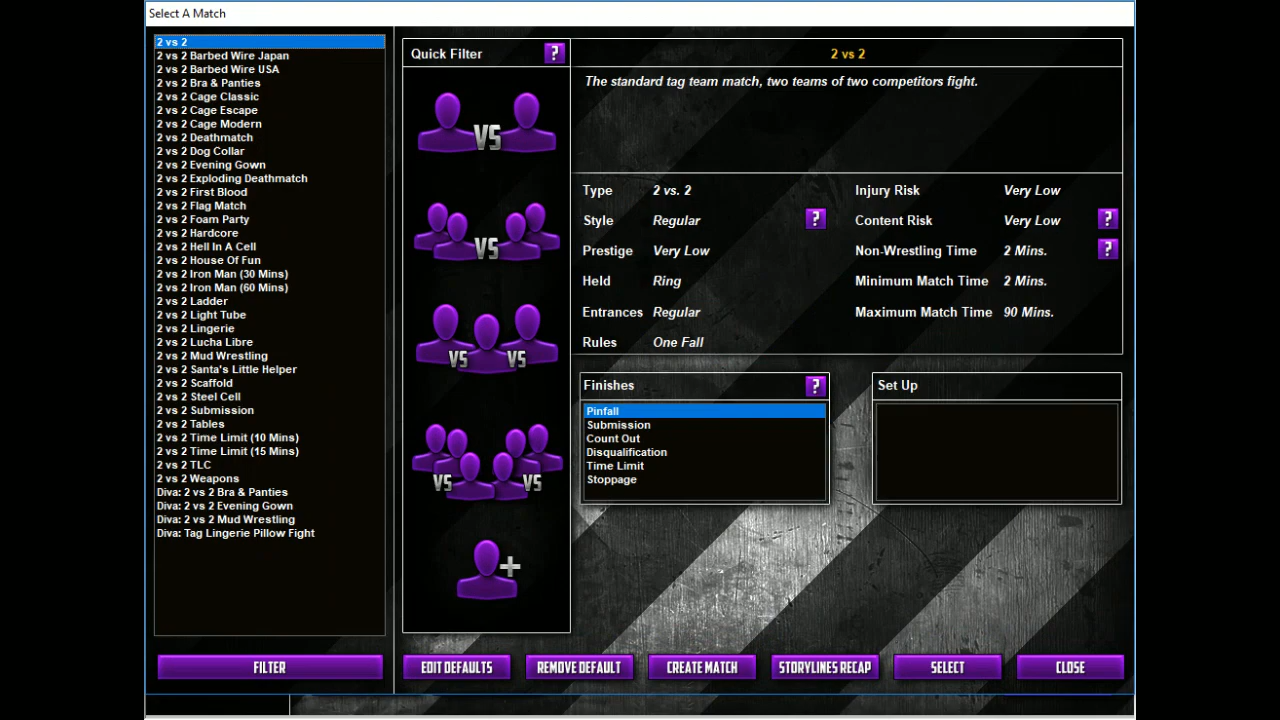 Select A Match
2 vs 2
2 vs 2 Barbed Wire Japan
2 vs 2 Barbed Wire USA
2 vs 2 Bra & Panties
2 vs 2 Cage Classic
2 vs 2 Cage Escape
2 vs 2 Cage Modern
2 vs 2 Deathmatch
2 vs 2 Dog Collar
2 vs 2 Evening Gown
2 vs 2 Exploding Deathmatch
2 vs 2 First Blood
2 vs 2 Flag Match
2 vs 2 Foam Party
2 vs 2 Hardcore
2 vs 2 Hell In A Cell
2 vs 2 House Of Fun
2 vs 2 Iron Man (30 Mins)
2 vs 2 Iron Man (60 Mins)
2 vs 2 Ladder
2 vs 2 Light Tube
2 vs 2 Lingerie
2 vs 2 Lucha Libre
2 vs 2 Mud Wrestling
2 vs 2 Santa's Little Helper
2 vs 2 Scaffold
2 vs 2 Steel Cell
2 vs 2 Submission
2 vs 2 Tables
2 vs 2 Time Limit (10 Mins)
2 vs 2 Time Limit (15 Mins)
2 vs 2 TLC
2 vs 2 Weapons
Diva: 2 vs 2 Bra & Panties
Diva: 2 vs 2 Evening Gown
Diva: 2 vs 2 Mud Wrestling
Diva: Tag Lingerie Pillow Fight
FILTER
Quick Filter ?
VS
VS
VS VS
VS VS
+
2 vs 2
The standard tag team match, two teams of two competitors fight.
Type 2 vs. 2 Injury Risk Very Low
Style Regular ? Content Risk Very Low ?
Prestige Very Low Non-Wrestling Time 2 Mins. ?
Held Ring Minimum Match Time 2 Mins.
Entrances Regular Maximum Match Time 90 Mins.
Rules One Fall
Finishes ?
Pinfall
Submission
Count Out
Disqualification
Time Limit
Stoppage
Set Up
EDIT DEFAULTS REMOVE DEFAULT CREATE MATCH STORYLINES RECAP SELECT CLOSE